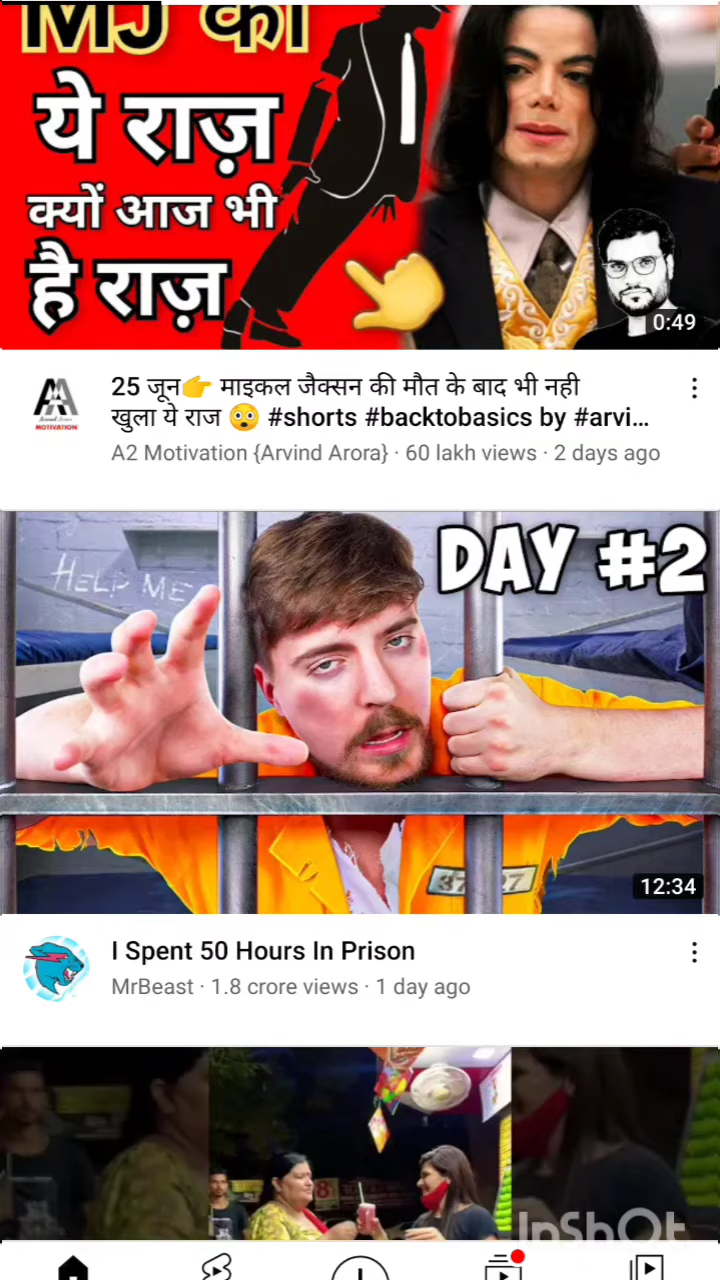 MJ का
ये राज़
क्यों आज भी
है राज़
0:49
25 जून👉 माइकल जैक्सन की मौत के बाद भी नही
खुला ये राज 😲 #shorts #backtobasics by #arvi...
MOTIVATION
A2 Motivation {Arvind Arora} · 60 lakh views · 2 days ago
DAY #2
HELP ME
12:34
I Spent 50 Hours In Prison
MrBeast · 1.8 crore views · 1 day ago
InShOt